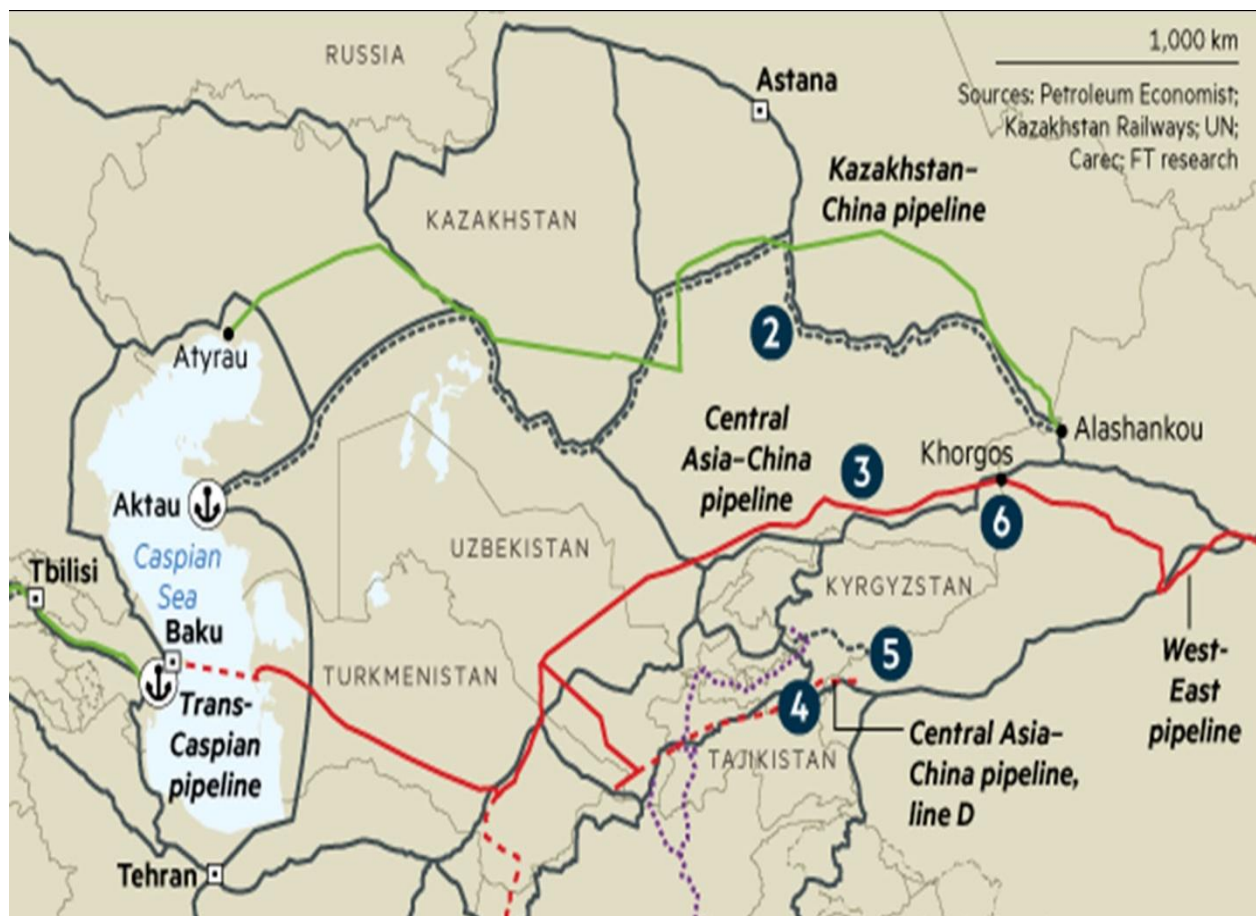 RUSSIA
1,000 km
Astana
Sources: Petroleum Economist;
Kazakhstan Railways; UN;
Carec; FT research
Kazakhstan–
China pipeline
KAZAKHSTAN
2
Atyrau
Central
Asia–China
pipeline
Alashankou
Khorgos
3
Aktau
6
UZBEKISTAN
Caspian
Sea
Tbilisi
KYRGYZSTAN
Baku
5
TURKMENISTAN
West-
East
pipeline
Trans-
Caspian
pipeline
4
TAJIKISTAN
Central Asia–
China pipeline,
line D
Tehran